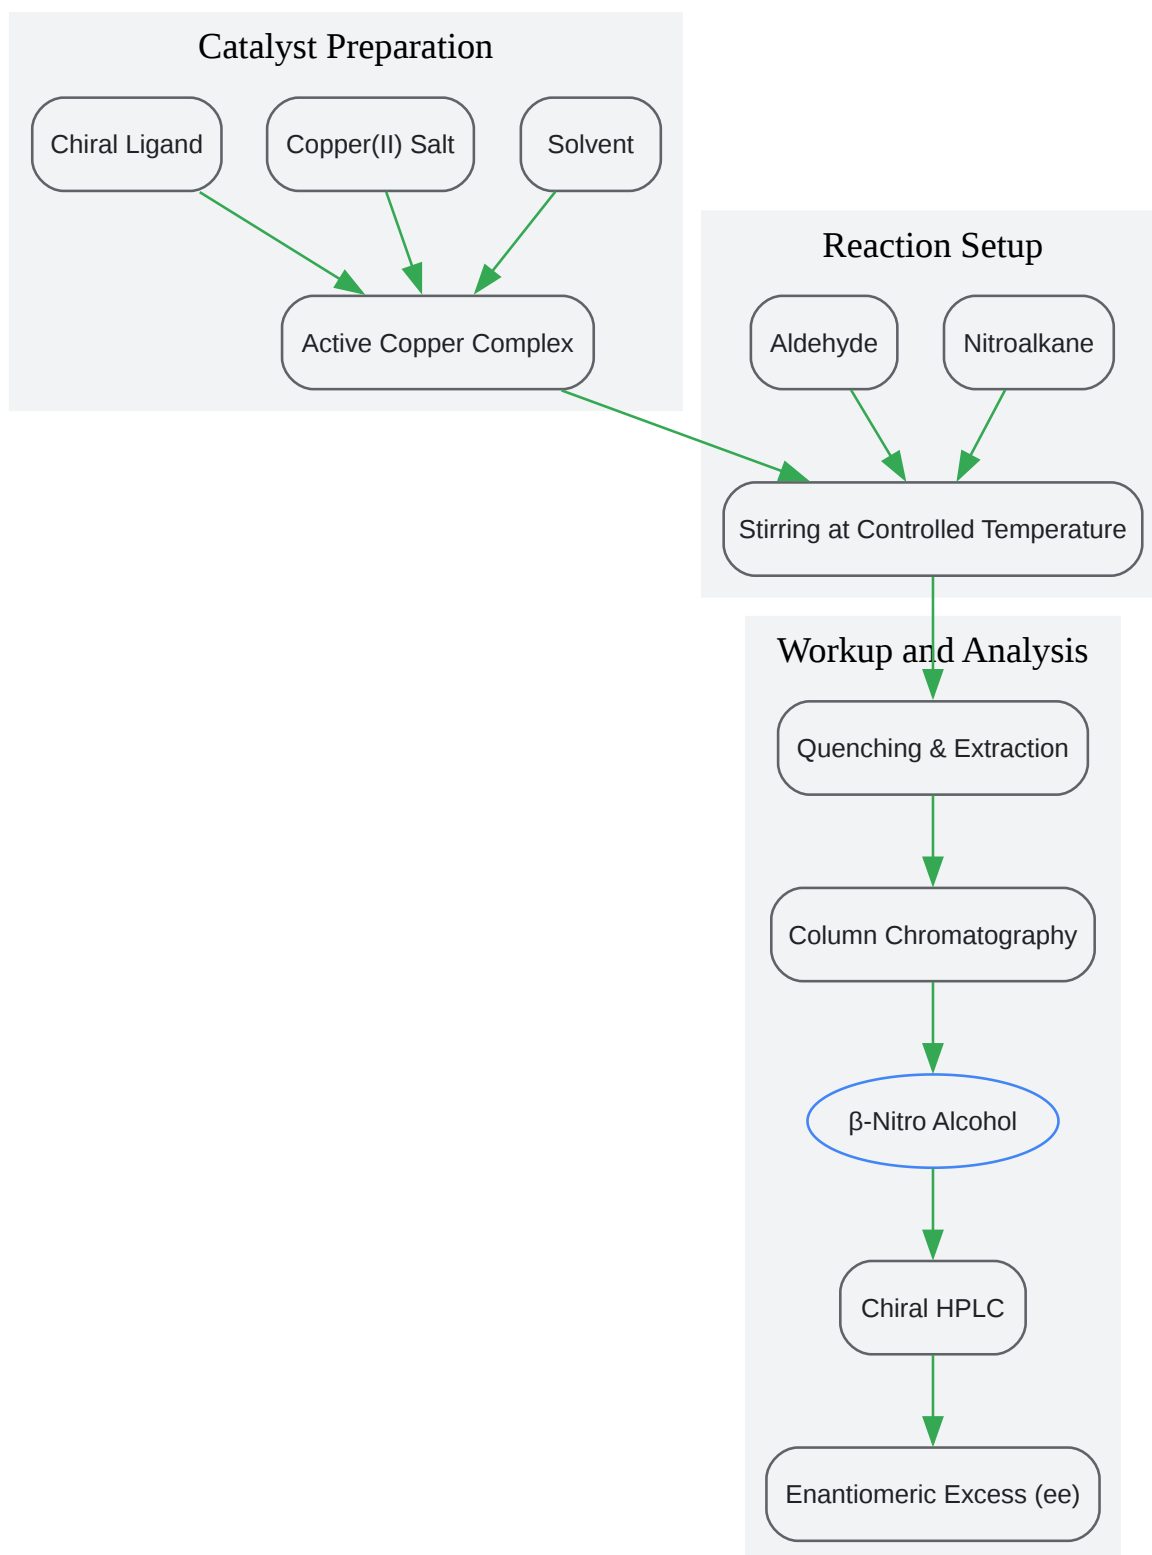 Catalyst Preparation
Chiral Ligand
Copper(II) Salt
Solvent
Active Copper Complex
Reaction Setup
Aldehyde
Nitroalkane
Stirring at Controlled Temperature
Workup and Analysis
Quenching & Extraction
Column Chromatography
β-Nitro Alcohol
Chiral HPLC
Enantiomeric Excess (ee)